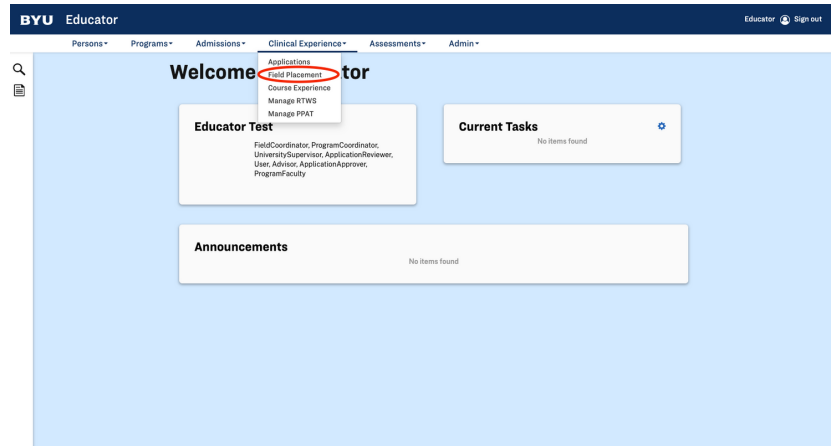 BYU Educator
Educator Sign out
Persons Programs Admissions Clinical Experience Assessments Admin
Applications
Field Placement
Course Experience
Manage RTWS
Manage PPAT
Welcome tor
Educator Test
FieldCoordinator, ProgramCoordinator,
UniversitySupervisor, ApplicationReviewer,
User, Advisor, ApplicationApprover,
ProgramFaculty
Current Tasks
No items found
Announcements
No items found